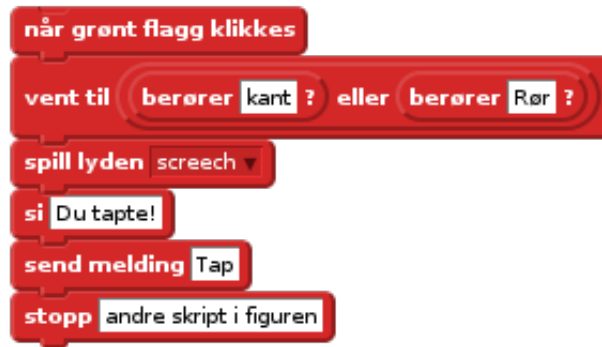 når grønt flagg klikkes
vent til berører kant ? eller berører Rør ?
spill lyden screech
si Du tapte!
send melding Tap
stopp andre skript i figuren